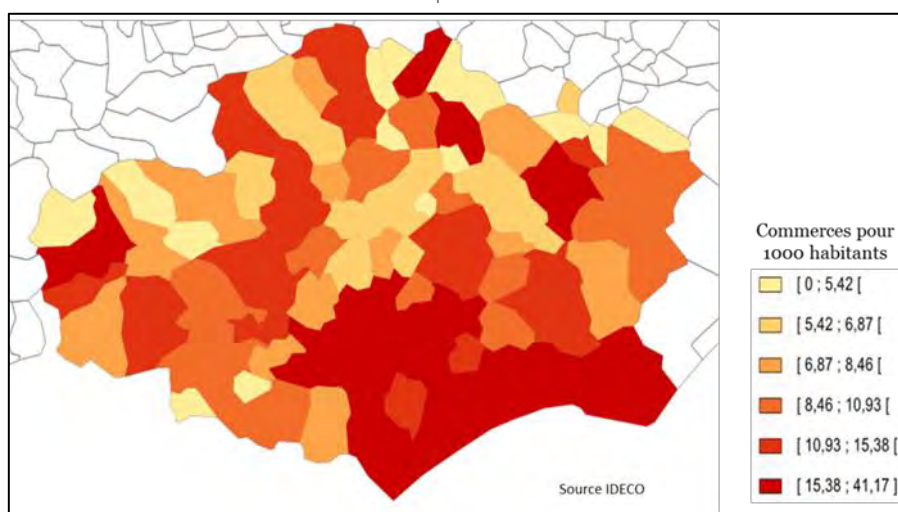 Commerces pour
1000 habitants
[ 0 ; 5,42 [
[ 5,42 ; 6,87 [
[ 6,87 ; 8,46 [
[ 8,46 ; 10,93 [
[ 10,93 ; 15,38 [
[ 15,38 ; 41,17 ]
Source IDECO